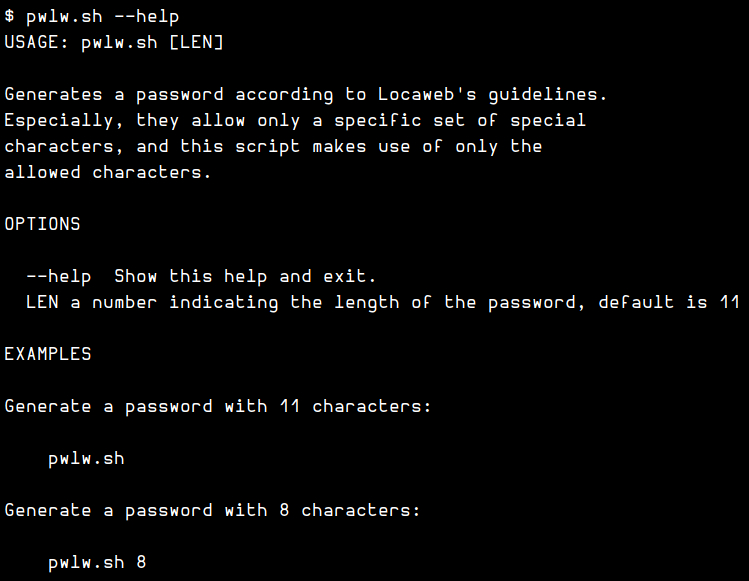 $ pwlw.sh --help
USAGE: pwlw.sh [LEN]

Generates a password according to Locaweb's guidelines.
Especially, they allow only a specific set of special
characters, and this script makes use of only the
allowed characters.

OPTIONS

  --help  Show this help and exit.
  LEN a number indicating the length of the password, default is 11

EXAMPLES

Generate a password with 11 characters:

    pwlw.sh

Generate a password with 8 characters:

    pwlw.sh 8